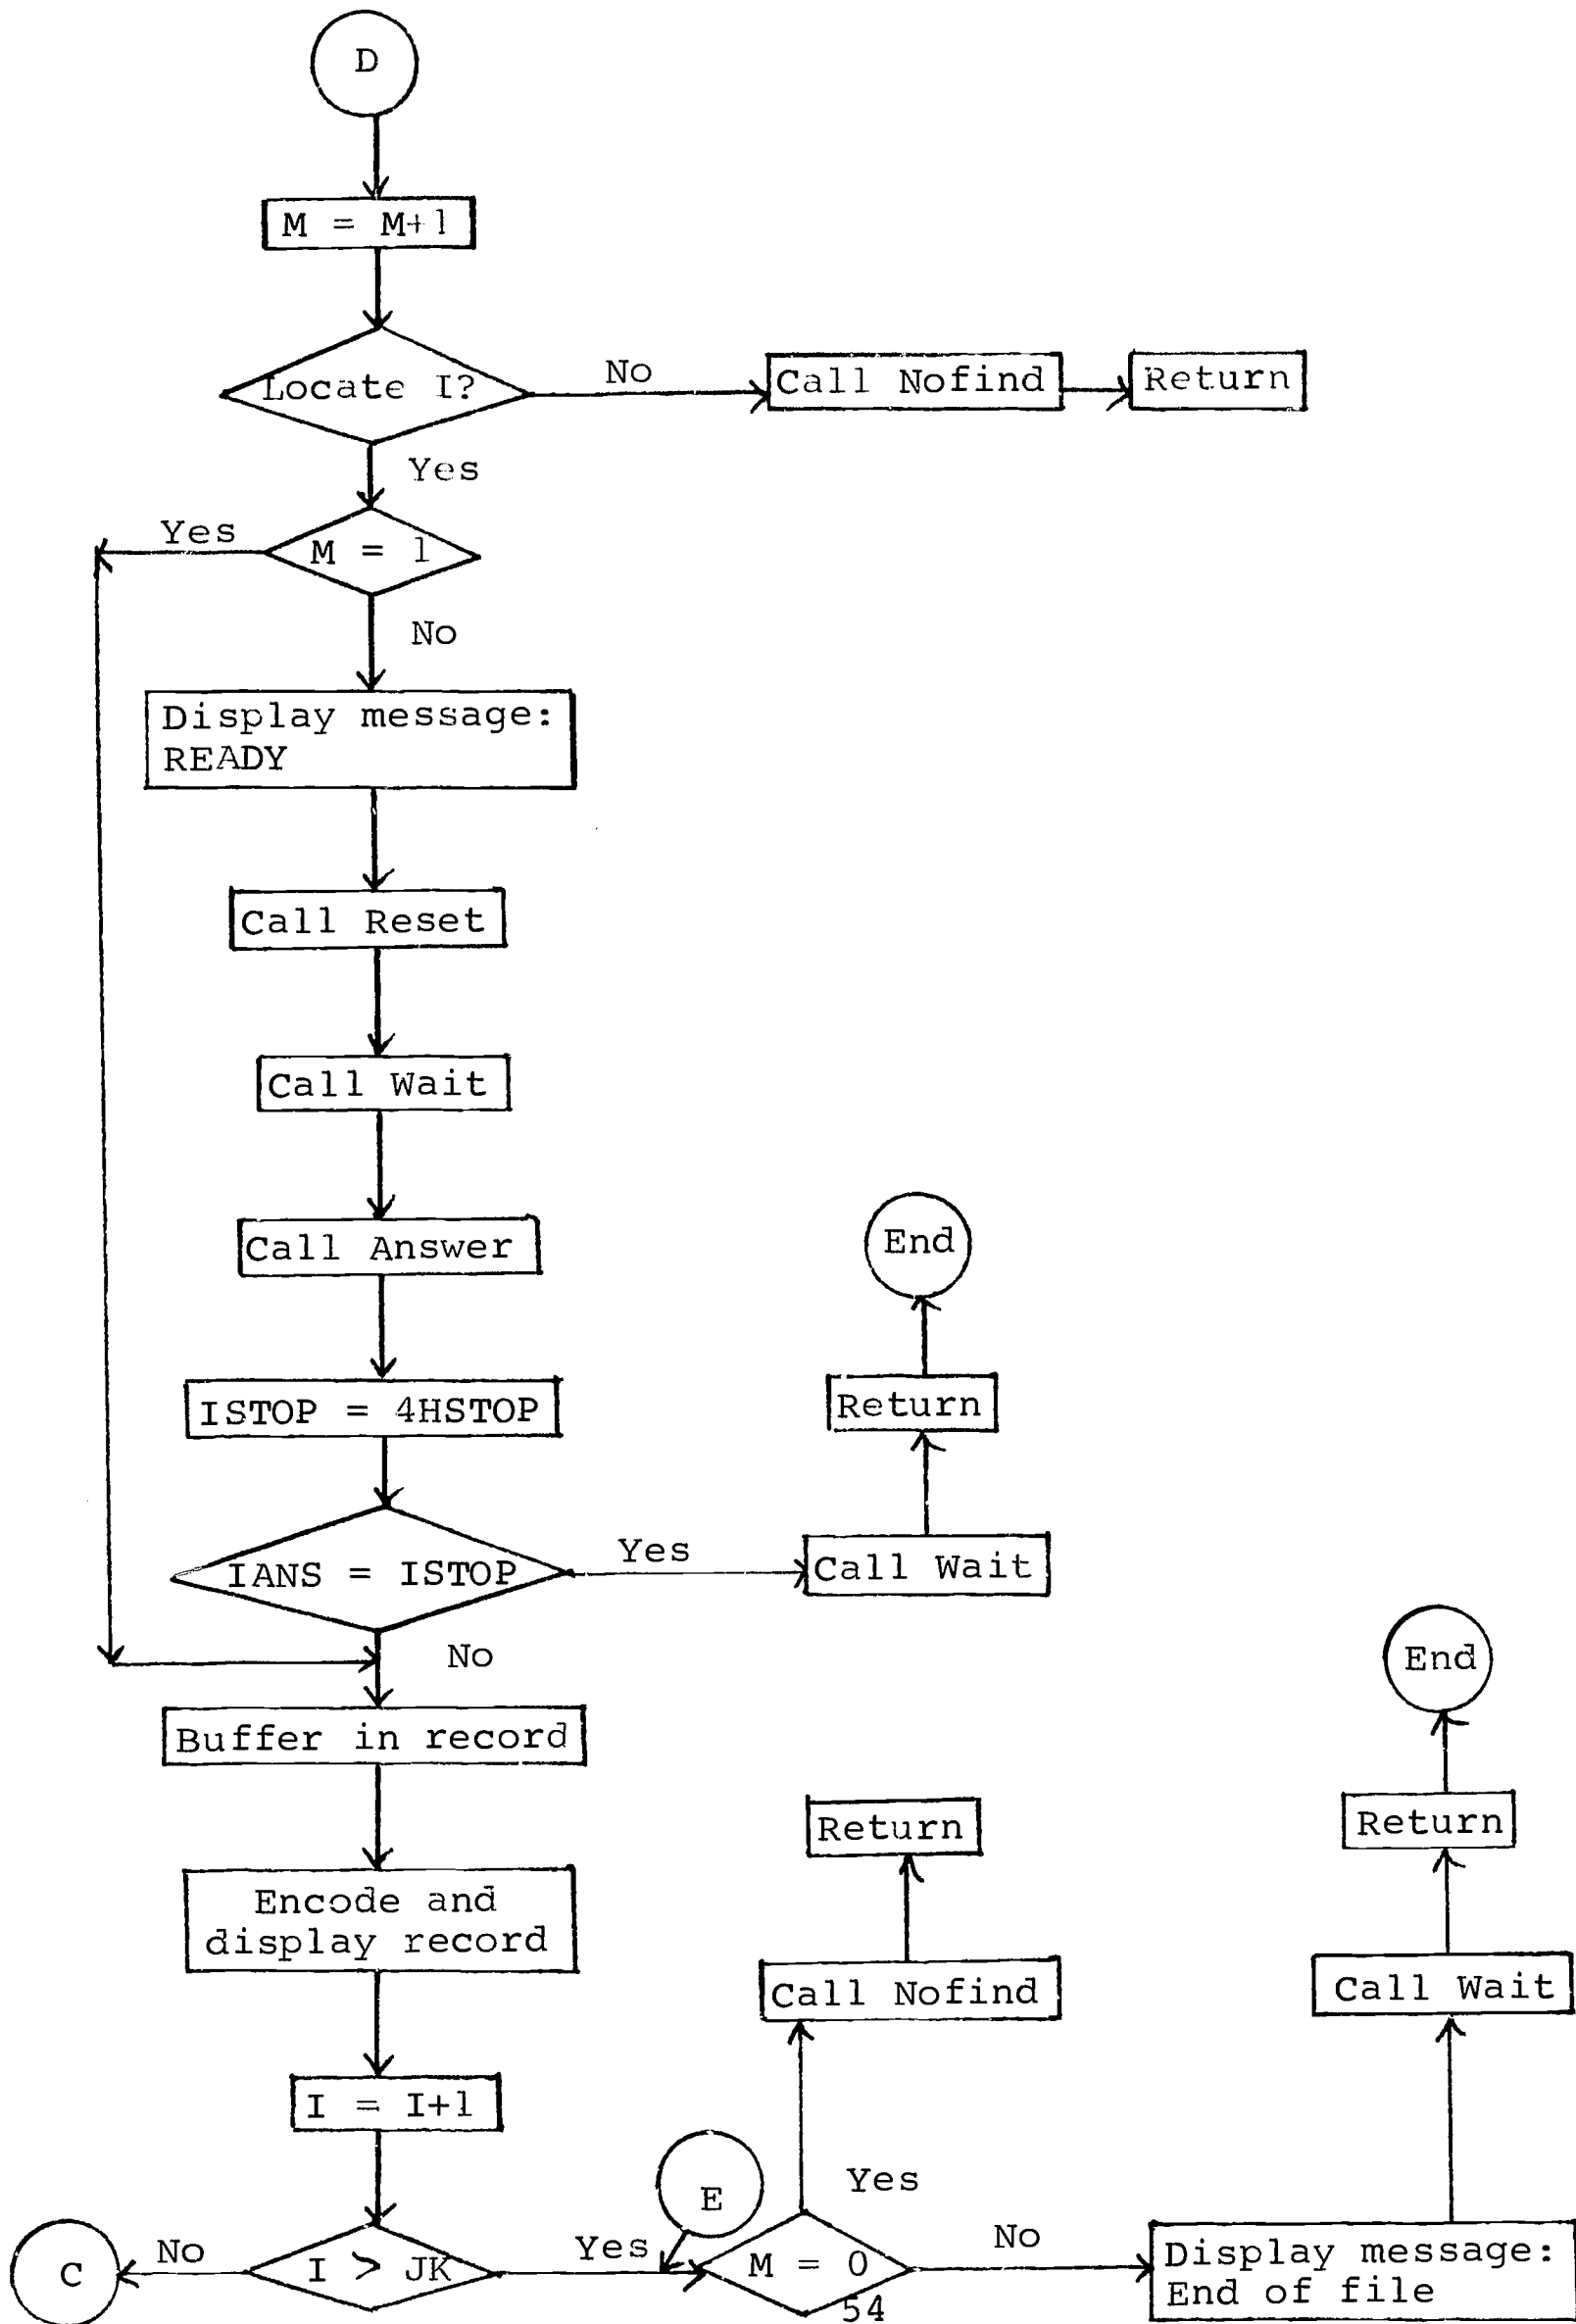 D
M = M+1
Locate I?
No
Call Nofind
Return
Yes
Yes
M = 1
No
Display message:
READY
Call Reset
Call Wait
Call Answer
End
ISTOP = 4HSTOP
Return
IANS = ISTOP
Yes
Call Wait
No
End
Buffer in record
Return
Return
Encode and
display record
Call Nofind
Call Wait
I = I+1
E
Yes
C
No
I > JK
Yes
M = 0
No
Display message:
End of file
54